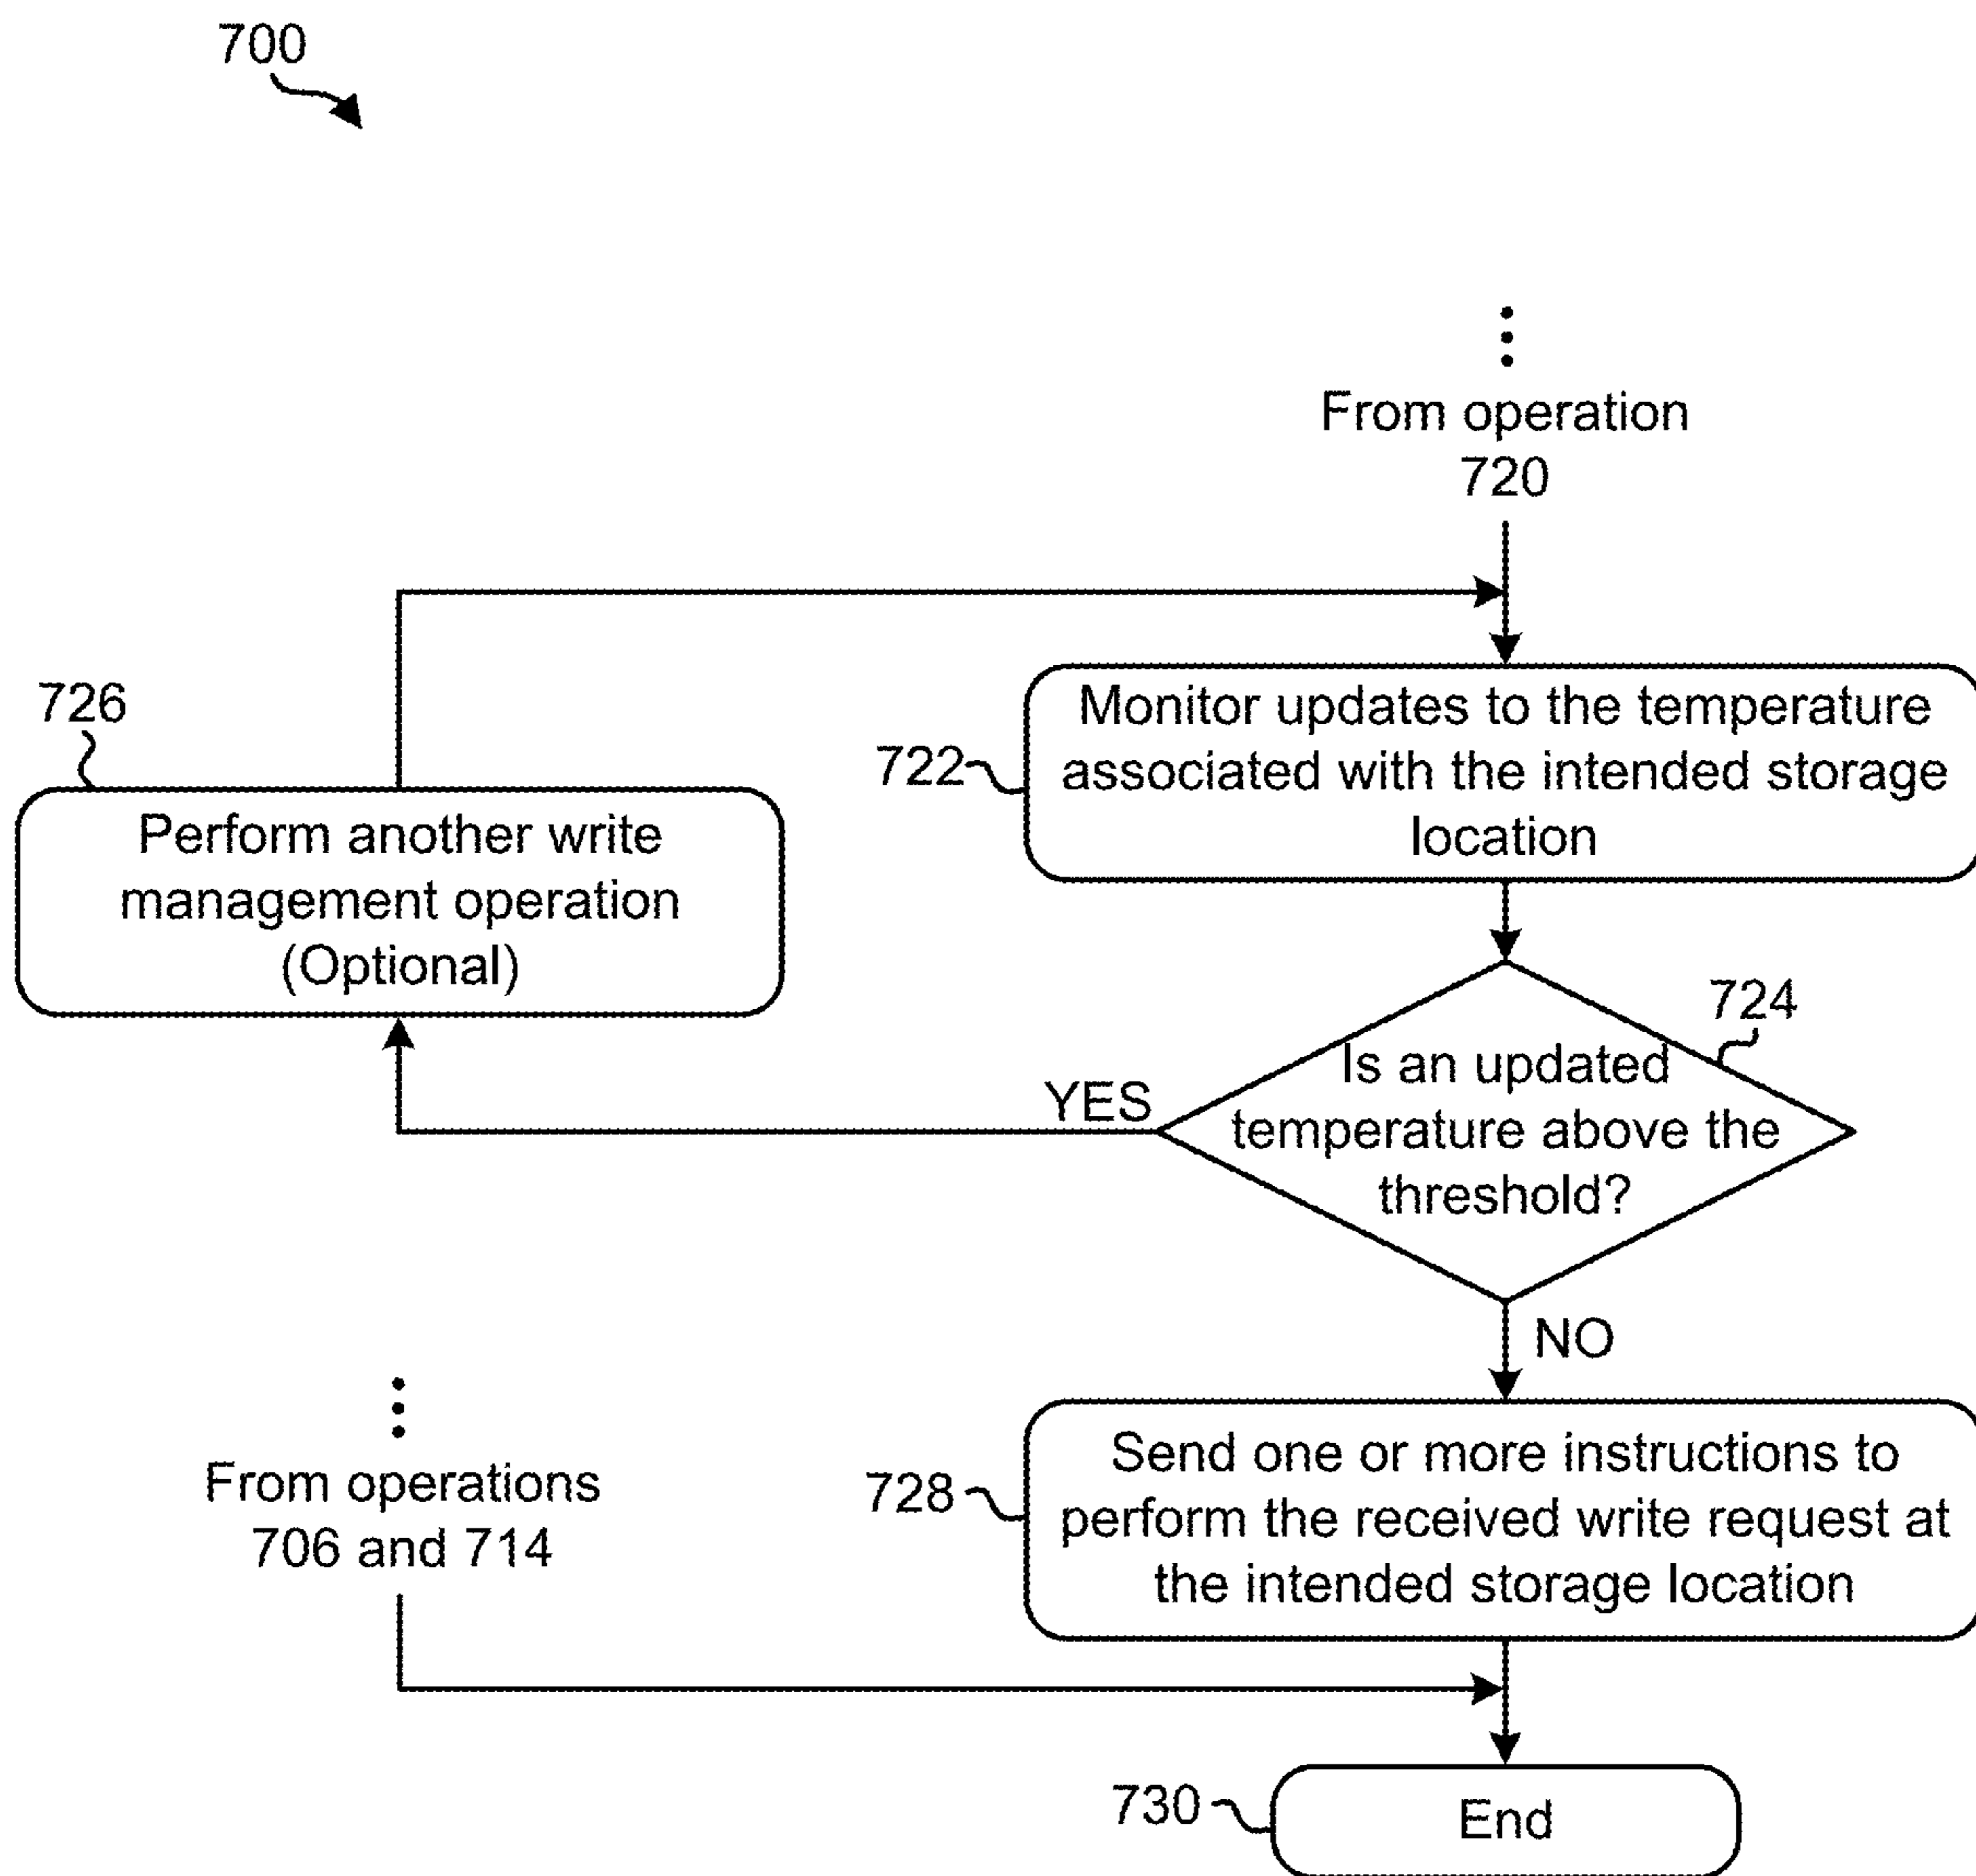 700
From operation
720
726
Perform another write
management operation
(Optional)
722
Monitor updates to the temperature
associated with the intended storage
location
724
Is an updated
temperature above the
threshold?
YES
NO
From operations
706 and 714
728
Send one or more instructions to
perform the received write request at
the intended storage location
730
End